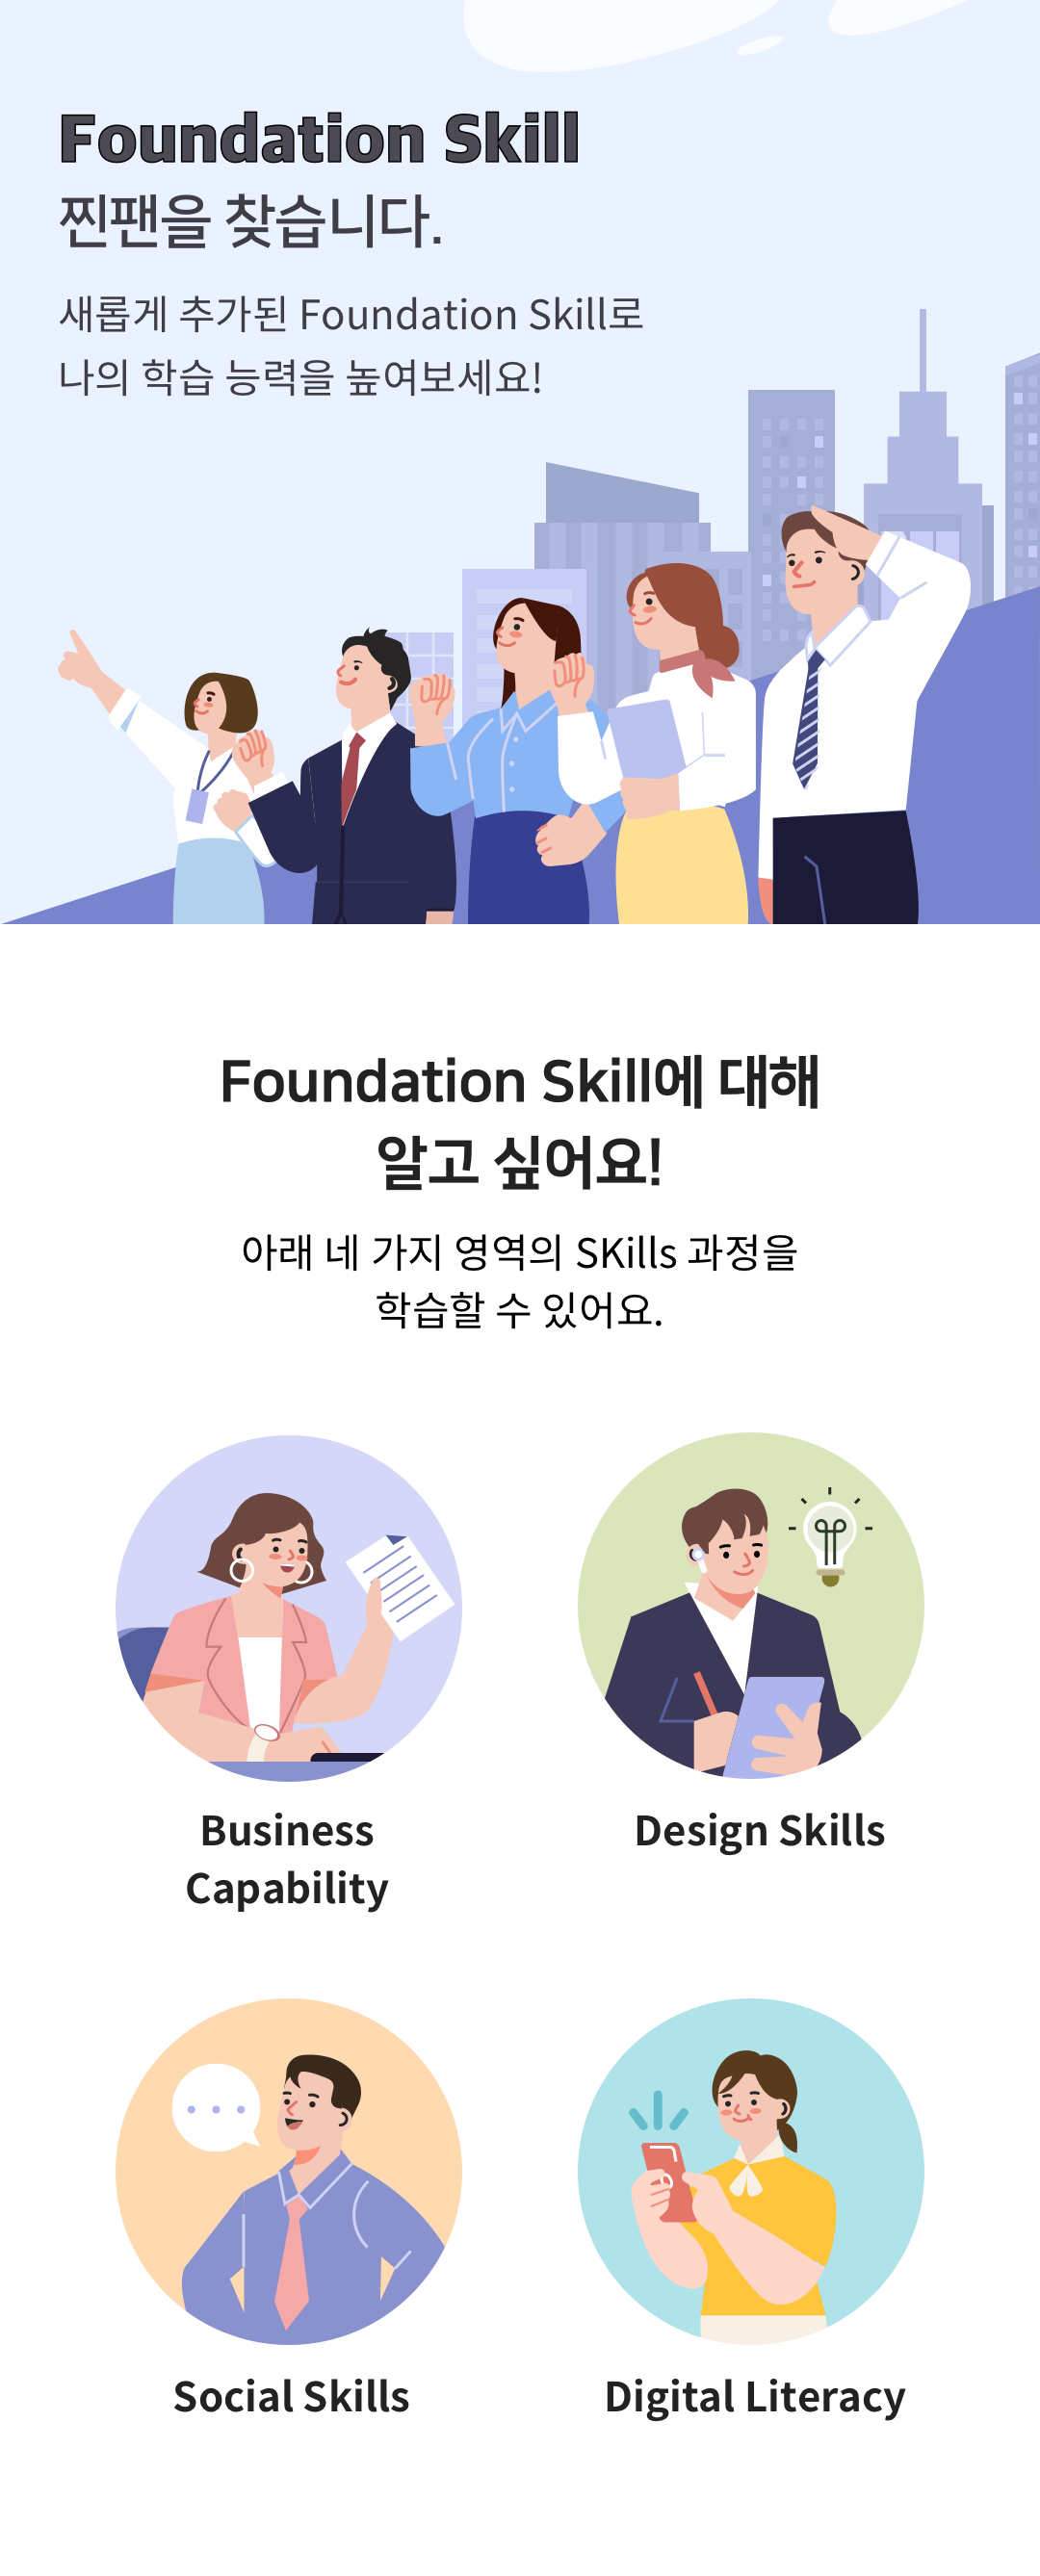 Foundation Skill
찐팬을 찾습니다.
새롭게 추가된 Foundation Skill로
나의 학습 능력을 높여보세요!
Foundation Skill에 대해
알고 싶어요!
아래 네 가지 영역의 SKills 과정을
학습할 수 있어요.
Business
Capability
Design Skills
Social Skills
Digital Literacy